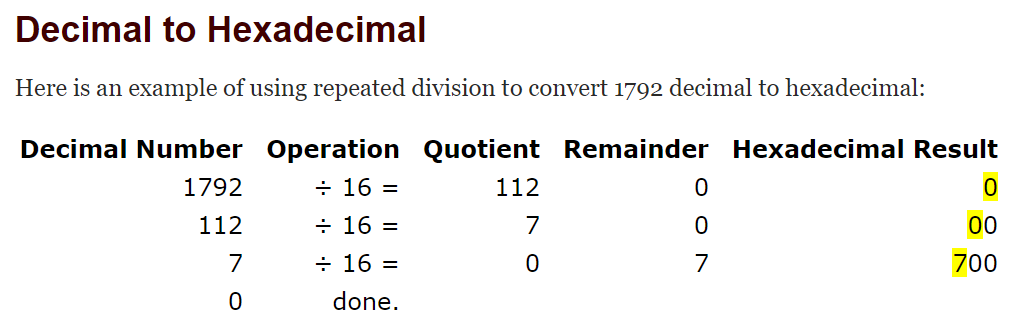 Decimal to Hexadecimal
Here is an example of using repeated division to convert 1792 decimal to hexadecimal:
Decimal Number Operation Quotient Remainder Hexadecimal Result
1792 ÷ 16 = 112 0 0
112 ÷ 16 = 7 0 00
7 ÷ 16 = 0 7 700
0 done.